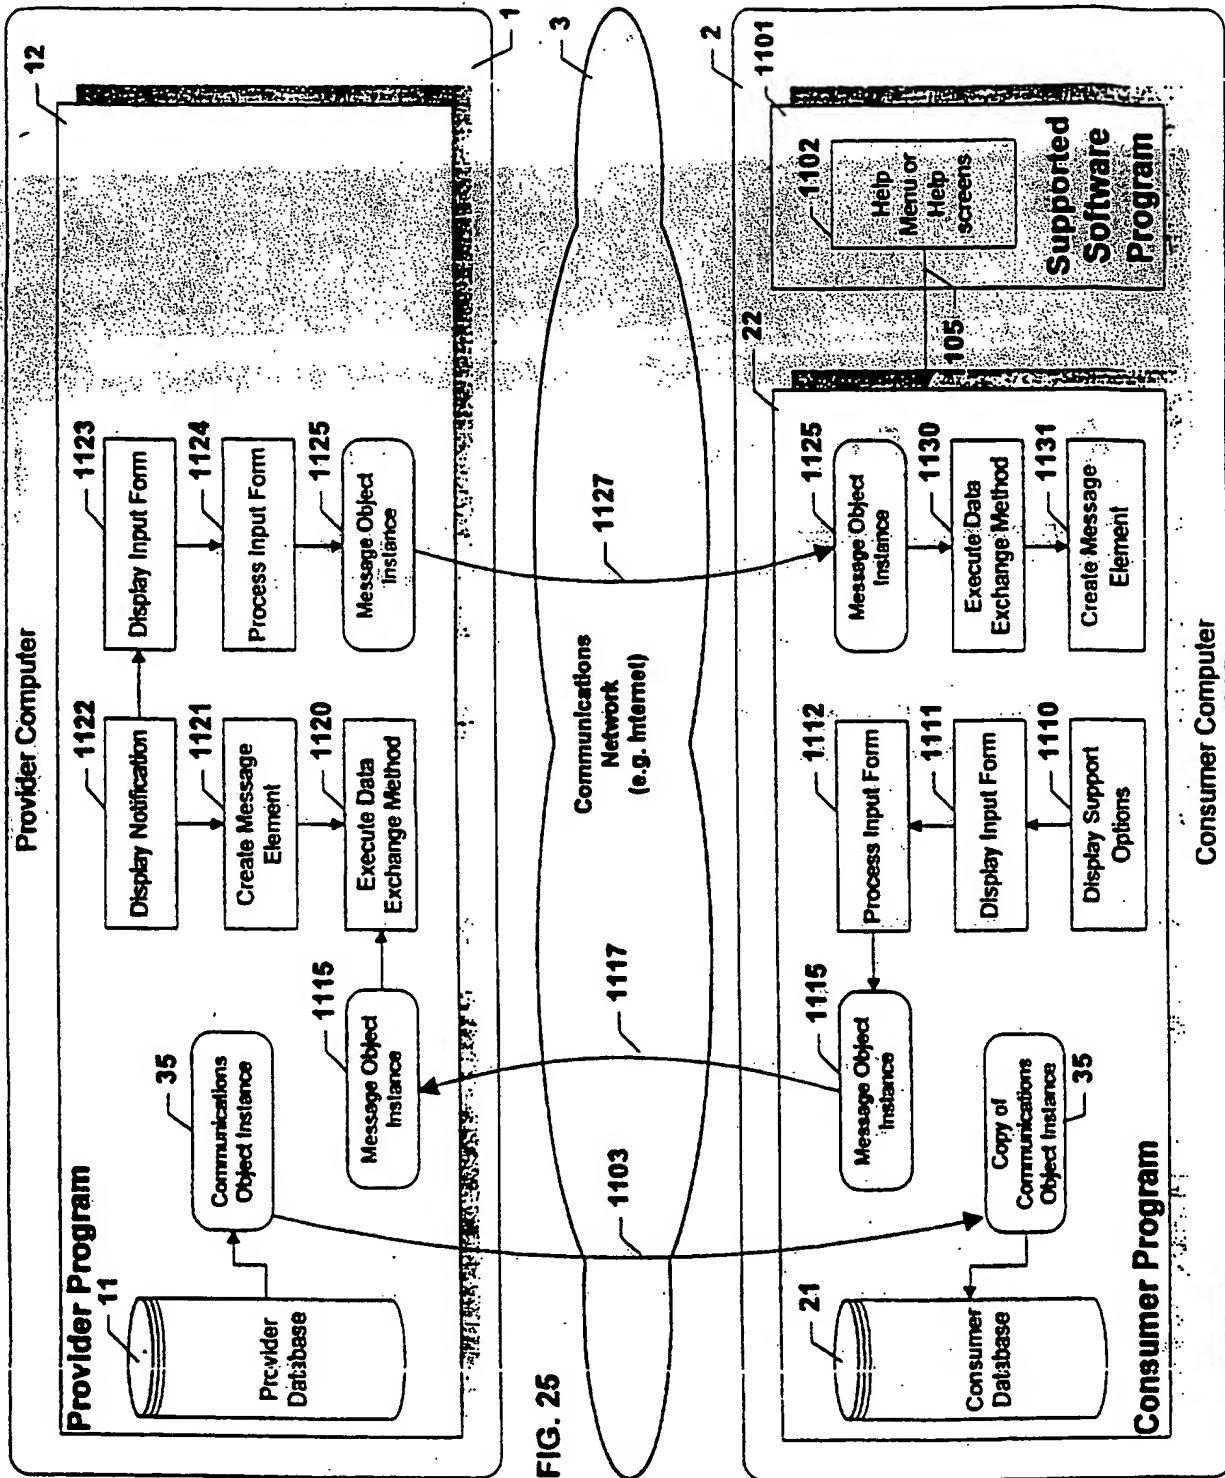 Provider Computer
1
12
Provider Program
11
Provider
Database
35
Communications
Object Instance
1115
Message Object
Instance
1122
Display Notification
1121
Create Message
Element
1120
Execute Data
Exchange Method
1123
Display Input Form
1124
Process Input Form
1125
Message Object
Instance
3
Communications
Network
(e.g. Internet)
1103
1117
1127
2
22
Consumer Program
21
Consumer
Database
Copy of
Communications
Object Instance
35
1115
Message Object
Instance
1112
Process Input Form
1111
Display Input Form
1110
Display Support
Options
1125
Message Object
Instance
1130
Execute Data
Exchange Method
1131
Create Message
Element
105
1101
1102
Help
Menu or
Help
screens
Supported
Software
Program
Consumer Computer
FIG. 25